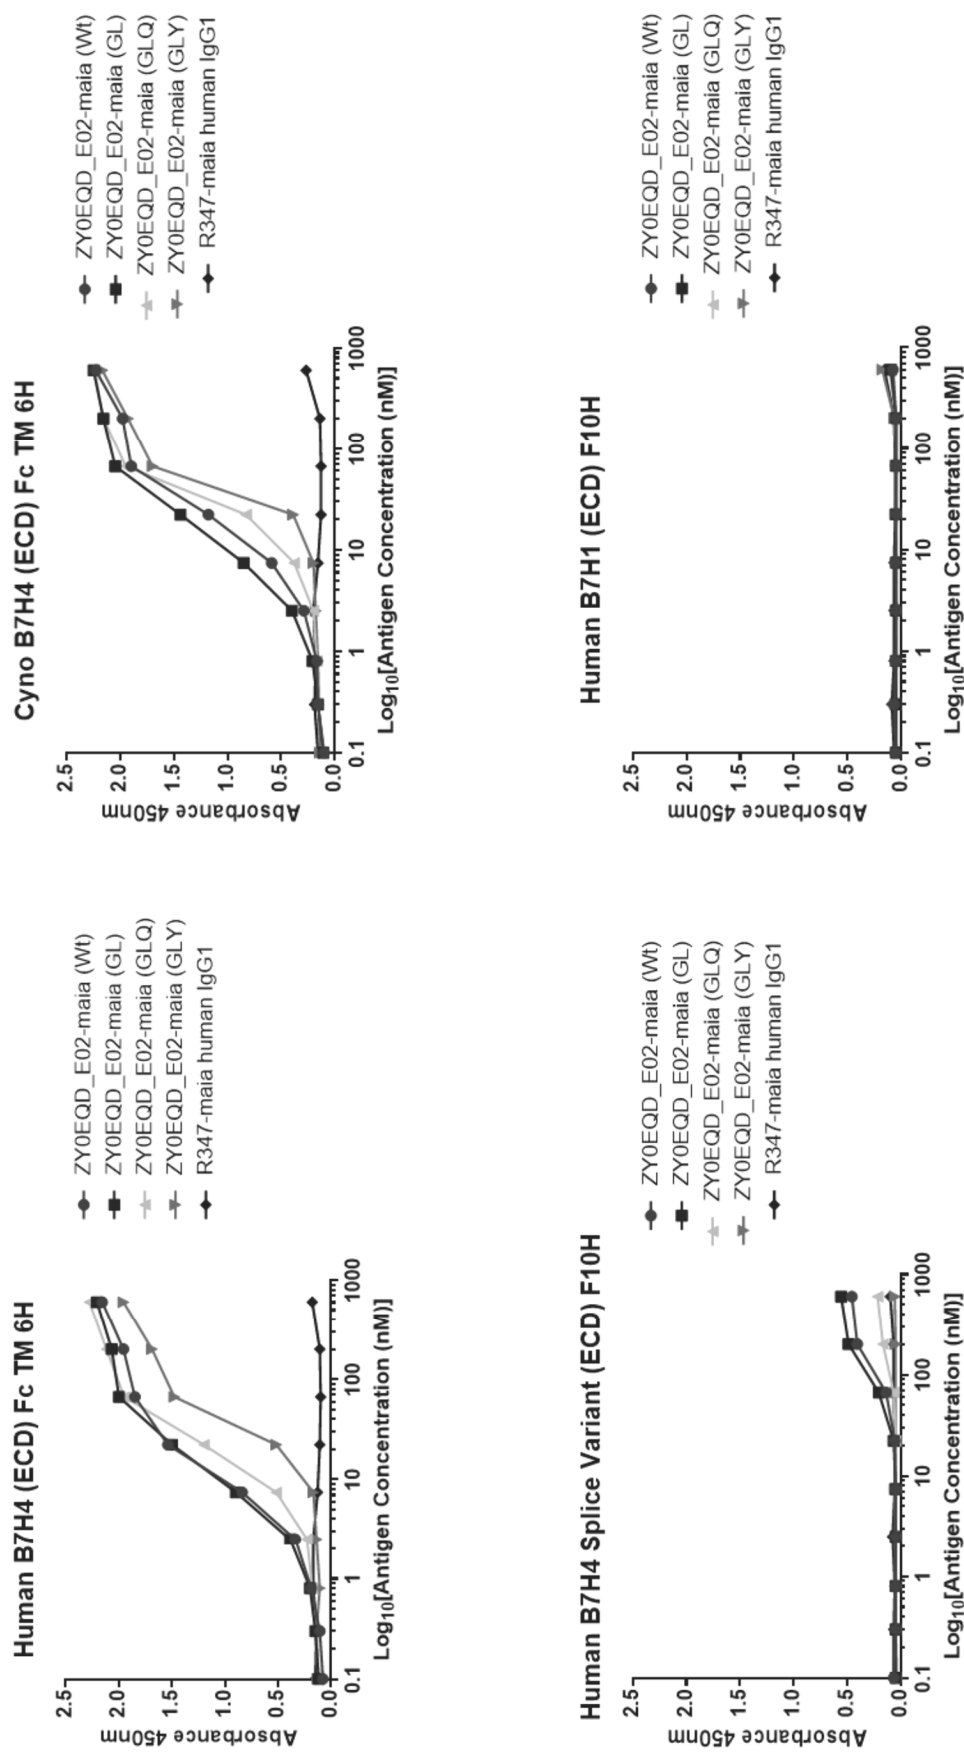 Human B7H4 (ECD) Fc TM 6H
Absorbance 450nm
2.5
2.0
1.5
1.0
0.5
0.0
0.1
1
10
100
1000
Log10[Antigen Concentration (nM)]
ZY0EQD_E02-maia (Wt)
ZY0EQD_E02-maia (GL)
ZY0EQD_E02-maia (GLQ)
ZY0EQD_E02-maia (GLY)
R347-maia human IgG1
Cyno B7H4 (ECD) Fc TM 6H
Absorbance 450nm
2.5
2.0
1.5
1.0
0.5
0.0
0.1
1
10
100
1000
Log10[Antigen Concentration (nM)]
ZY0EQD_E02-maia (Wt)
ZY0EQD_E02-maia (GL)
ZY0EQD_E02-maia (GLQ)
ZY0EQD_E02-maia (GLY)
R347-maia human IgG1
Human B7H4 Splice Variant (ECD) F10H
Absorbance 450nm
2.5
2.0
1.5
1.0
0.5
0.0
0.1
1
10
100
1000
Log10[Antigen Concentration (nM)]
ZY0EQD_E02-maia (Wt)
ZY0EQD_E02-maia (GL)
ZY0EQD_E02-maia (GLQ)
ZY0EQD_E02-maia (GLY)
R347-maia human IgG1
Human B7H1 (ECD) F10H
Absorbance 450nm
2.5
2.0
1.5
1.0
0.5
0.0
0.1
1
10
100
1000
Log10[Antigen Concentration (nM)]
ZY0EQD_E02-maia (Wt)
ZY0EQD_E02-maia (GL)
ZY0EQD_E02-maia (GLQ)
ZY0EQD_E02-maia (GLY)
R347-maia human IgG1